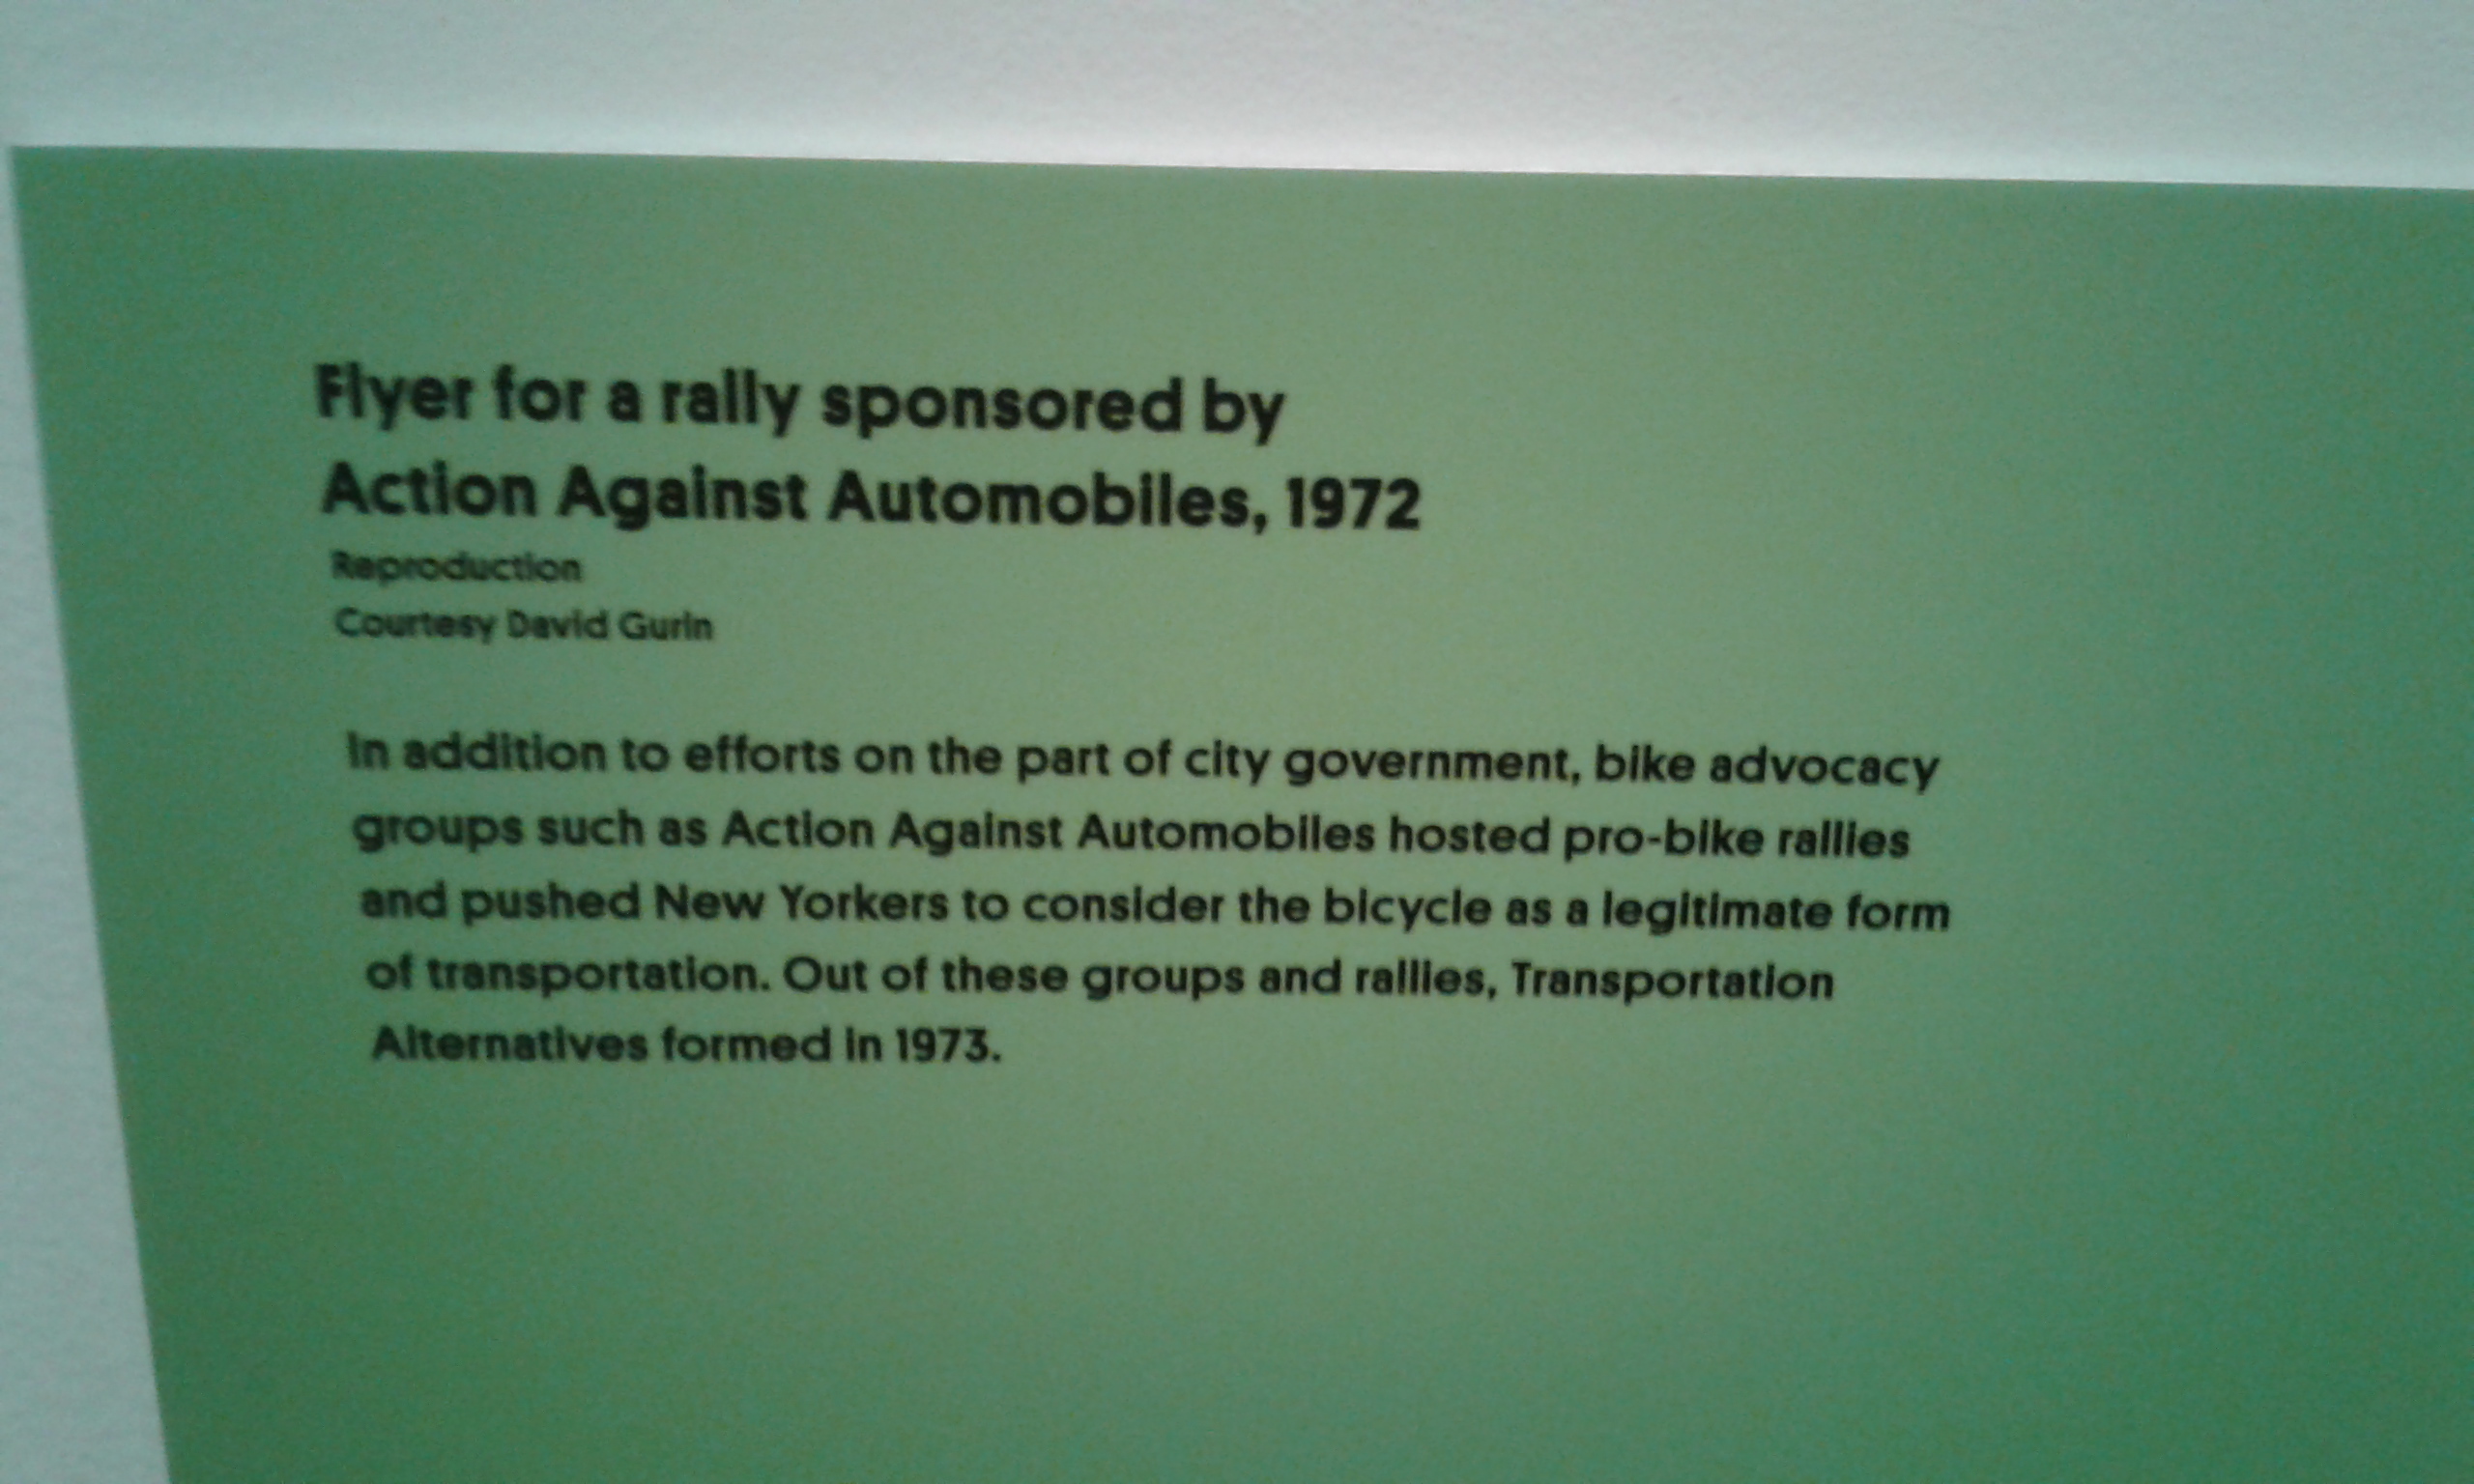 Flyer for a rally sponsored by
Action Against Automobiles, 1972
Reproduction
Courtesy David Gurin
In addition to efforts on the part of city government, bike advocacy
groups such as Action Against Automobiles hosted pro-bike rallies
and pushed New Yorkers to consider the bicycle as a legitimate form
of transportation. Out of these groups and rallies, Transportation
Alternatives formed in 1973.